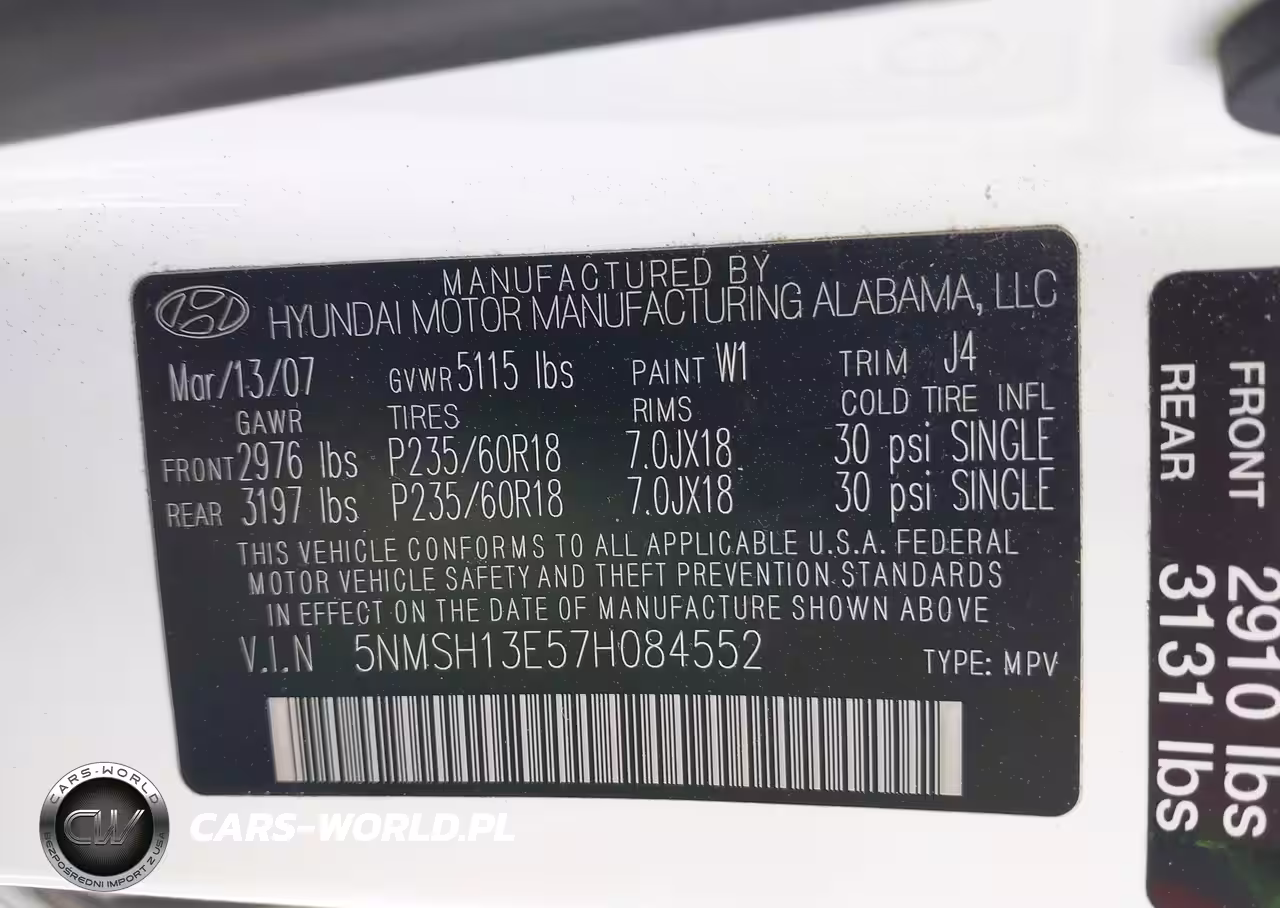 MANUFACTURED BY
HYUNDAI MOTOR MANUFACTURING ALABAMA, LLC
Mar/13/07 GVWR 5115 lbs PAINT W1 TRIM J4
GAWR TIRES RIMS COLD TIRE INFL
FRONT 2976 lbs P235/60R18 7.0JX18 30 psi SINGLE
REAR 3197 lbs P235/60R18 7.0JX18 30 psi SINGLE
THIS VEHICLE CONFORMS TO ALL APPLICABLE U.S.A. FEDERAL
MOTOR VEHICLE SAFETY AND THEFT PREVENTION STANDARDS
IN EFFECT ON THE DATE OF MANUFACTURE SHOWN ABOVE
V.I.N 5NMSH13E57H084552 TYPE: MPV
FRONT 2910 lbs
REAR 3131 lbs
CARS-WORLD
CW
BEZPOŚREDNI IMPORT Z USA
CARS-WORLD.PL